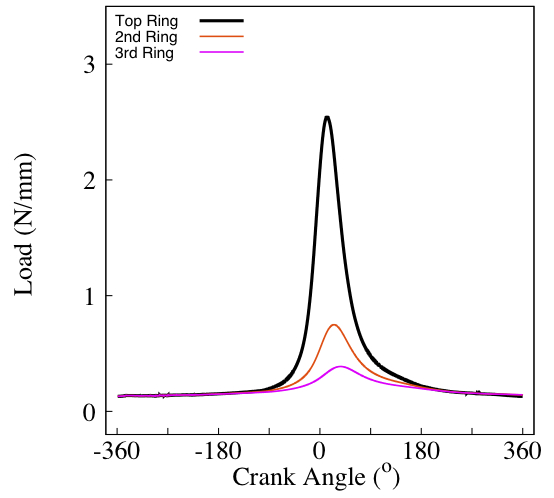 Top Ring
2nd Ring
3rd Ring
3
2
1
0
Load (N/mm)
-360 -180 0 180 360
Crank Angle (°)